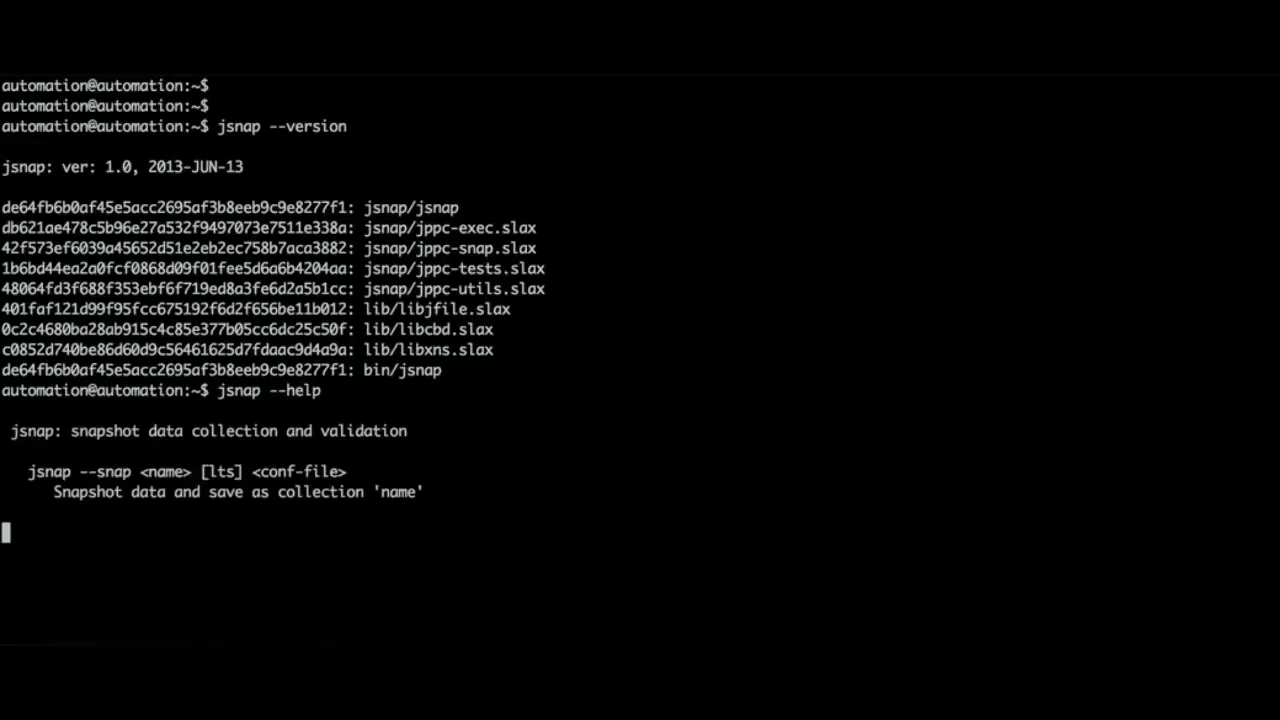 automation@automation:~$
automation@automation:~$
automation@automation:~$ jsnap --version
jsnap: ver: 1.0, 2013-JUN-13
de64fb6b0af45e5acc2695af3b8eeb9c9e8277f1: jsnap/jsnap
db621ae478c5b96e27a532f9497073e7511e338a: jsnap/jppc-exec.slax
42f573ef6039a45652d51e2eb2ec758b7aca3882: jsnap/jppc-snap.slax
1b6bd44ea2a0fcf0868d09f01fee5d6a6b4204aa: jsnap/jppc-tests.slax
48064fd3f688f353ebf6f719ed8a3fe6d2a5b1cc: jsnap/jppc-utils.slax
401faf121d99f95fcc675192f6d2f656be11b012: lib/libjfile.slax
0c2c4680ba28ab915c4c85e377b05cc6dc25c50f: lib/libcbd.slax
c0852d740be86d60d9c56461625d7fdaac9d4a9a: lib/libxns.slax
de64fb6b0af45e5acc2695af3b8eeb9c9e8277f1: bin/jsnap
automation@automation:~$ jsnap --help
jsnap: snapshot data collection and validation
jsnap --snap <name> [lts] <conf-file>
Snapshot data and save as collection 'name'